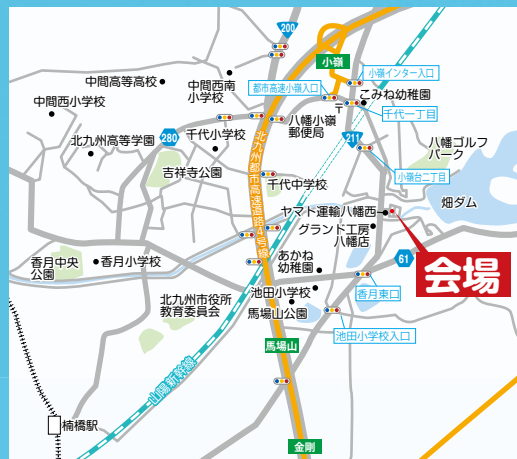 200
小嶺
小嶺インター入口
中間高等高校
中間西南
小学校
都市高速小嶺入口
こみね幼稚園
〒
千代一丁目
中間西小学校
八幡小嶺
郵便局
280
千代小学校
211
八幡ゴルフ
パーク
北九州高等学園
吉祥寺公園
北九州都市高速道路4号線
小嶺台二丁目
千代中学校
畑ダム
ヤマト運輸八幡西
グランド工房
八幡店
香月中央
公園
香月小学校
あかね
幼稚園
61
会場
池田小学校
香月東口
北九州市役所
教育委員会
馬場山公園
池田小学校入口
馬場山
山陽新幹線
楠橋駅
金剛